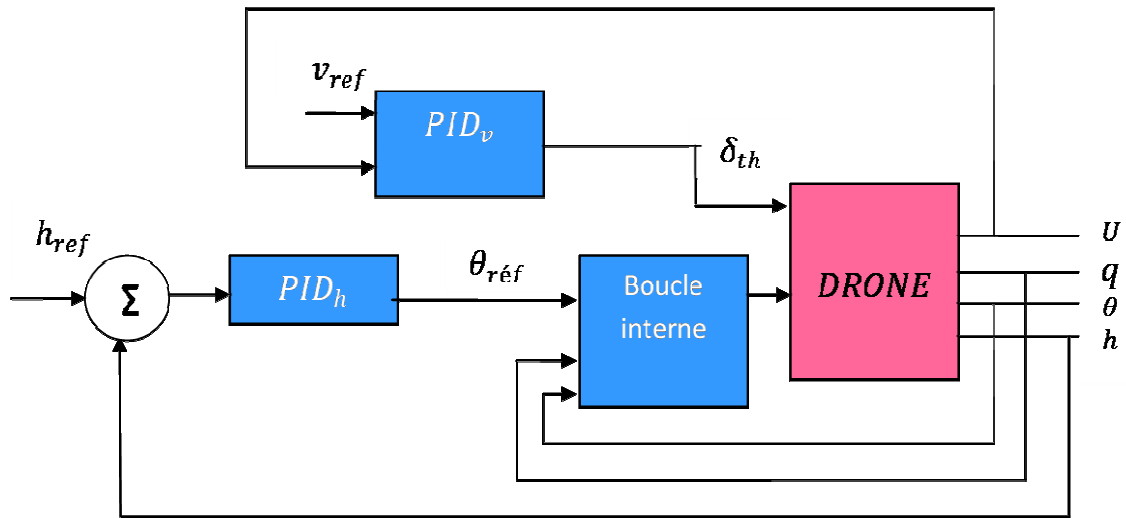 v_ref
PID_v
δ_th
h_ref
Σ
PID_h
θ_réf
Boucle
interne
DRONE
U
q
θ
h